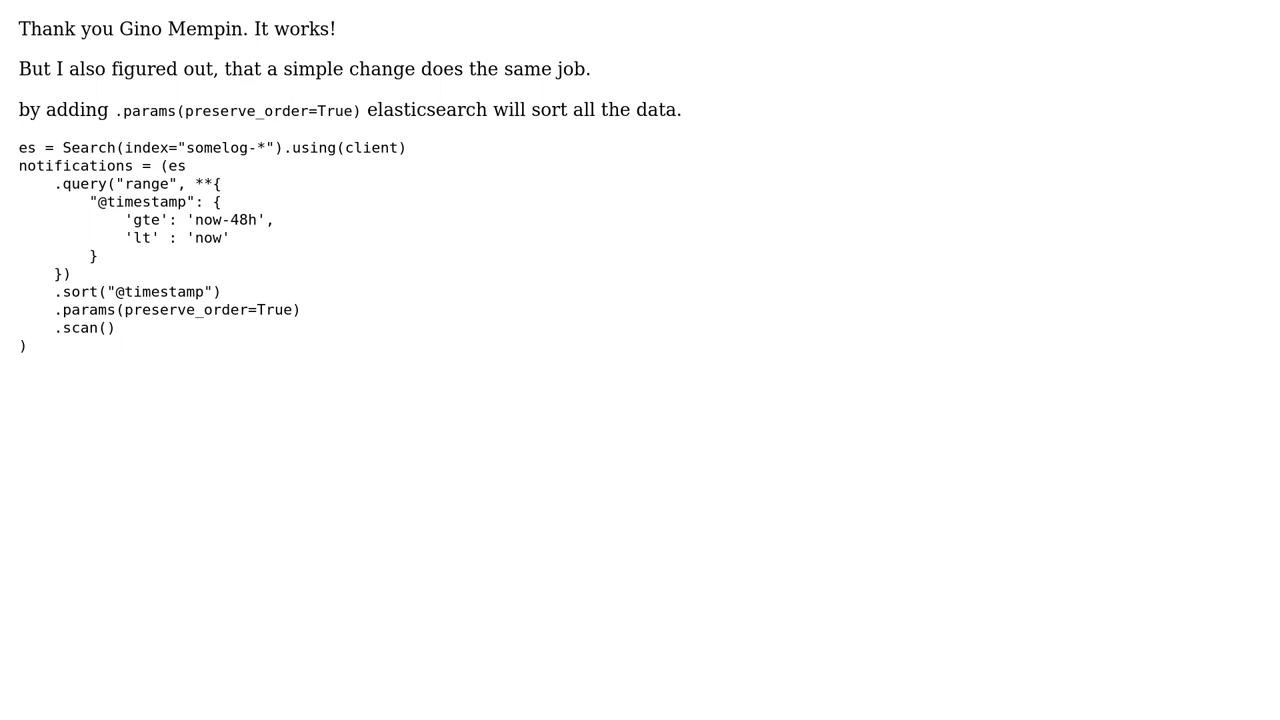 Thank you Gino Mempin. It works!
But I also figured out, that a simple change does the same job.
by adding .params(preserve_order=True) elasticsearch will sort all the data.
es = Search(index="somelog-*").using(client)
notifications = (es
    .query("range", **{
        "@timestamp": {
            'gte': 'now-48h',
            'lt' : 'now'
        }
    })
    .sort("@timestamp")
    .params(preserve_order=True)
    .scan()
)